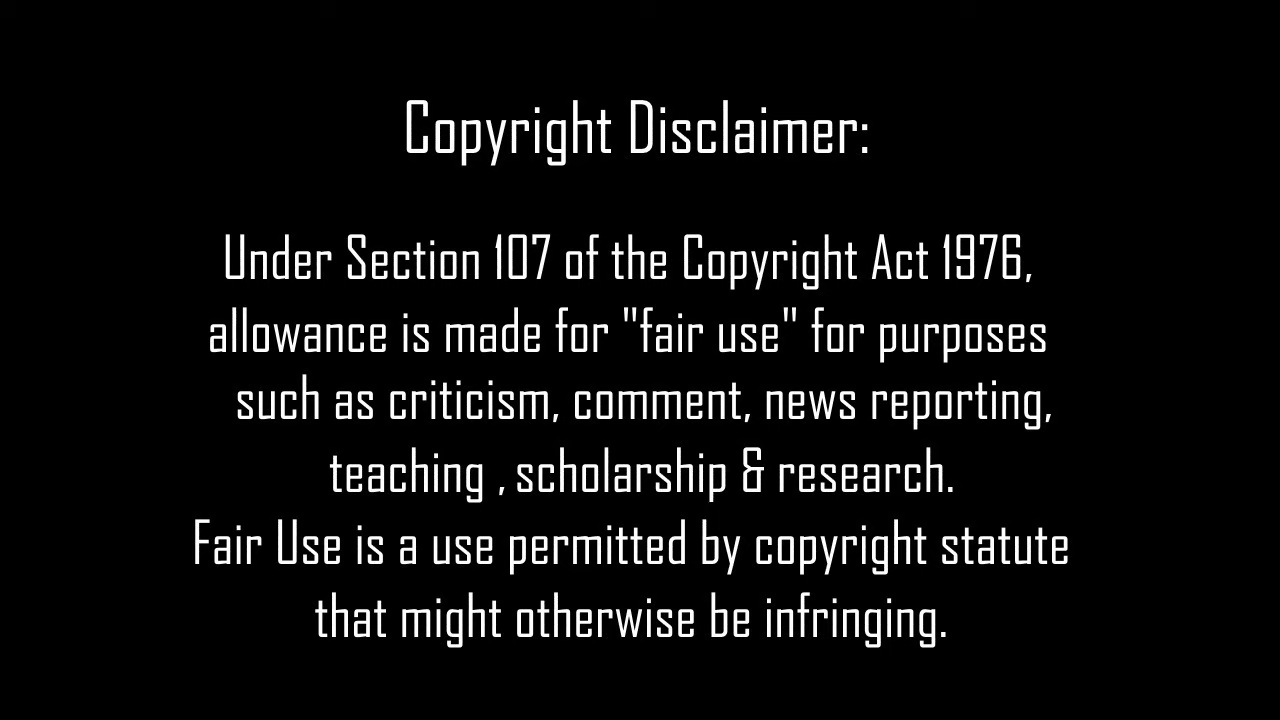 Copyright Disclaimer:
Under Section 107 of the Copyright Act 1976,
allowance is made for "fair use" for purposes
such as criticism, comment, news reporting,
teaching , scholarship & research.
Fair Use is a use permitted by copyright statute
that might otherwise be infringing.